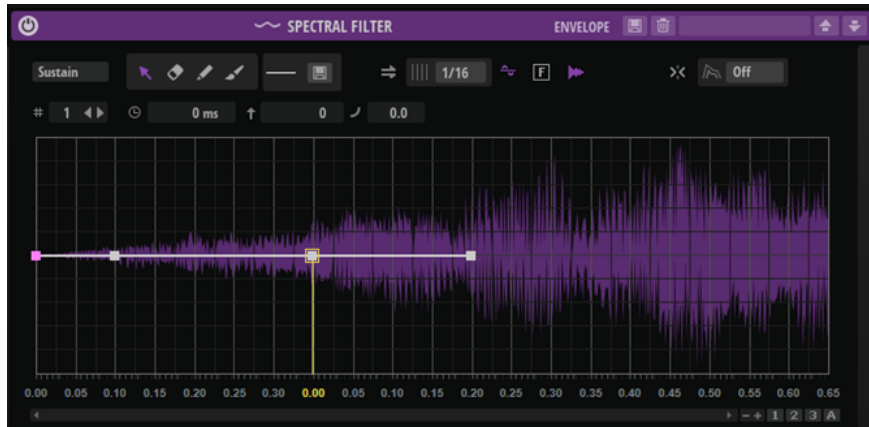 SPECTRAL FILTER ENVELOPE
Sustain 1/16 F Off
# 1 0 ms 0 0.0
0.00 0.05 0.10 0.15 0.20 0.25 0.30 0.00 0.05 0.10 0.15 0.20 0.25 0.30 0.35 0.40 0.45 0.50 0.55 0.60 0.65
- + 1 2 3 A